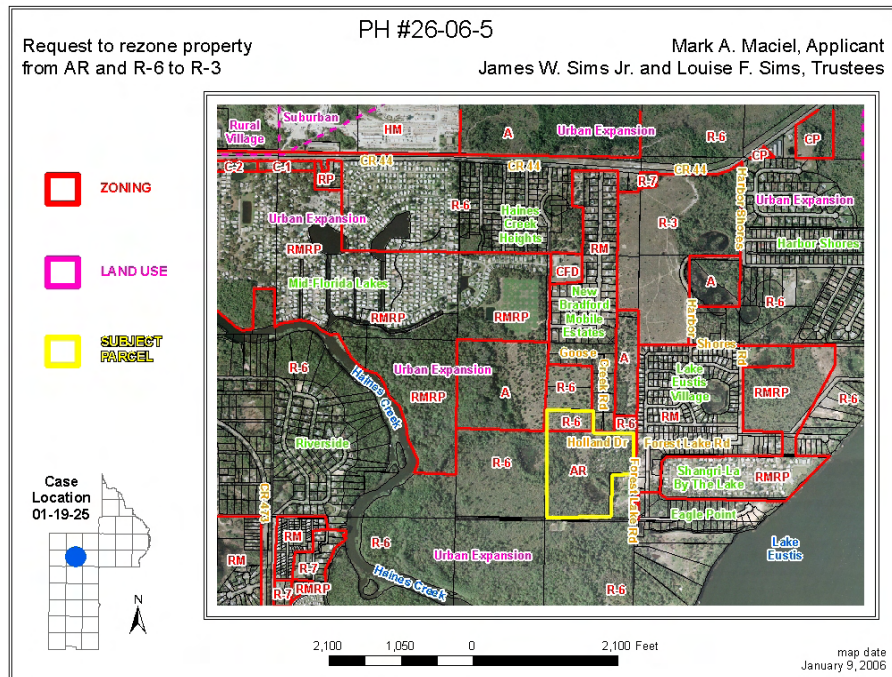 PH #26-06-5
Request to rezone property
from AR and R-6 to R-3
Mark A. Maciel, Applicant
James W. Sims Jr. and Louise F. Sims, Trustees
ZONING
LAND USE
SUBJECT
PARCEL
Case
Location
01-19-25
N
Rural
Village
Suburban
HM
A
Urban Expansion
R-6
CP
CP
C-2
C-1
RP
CR 44
CR 44
CR 44
R-7
Urban Expansion
R-6
Haines
Creek
Heights
RM
R-3
Harbor Shores
Urban Expansion
Harbor Shores
RMRP
Mid-Florida Lakes
RMRP
RMRP
CFD
New
Bradford
Mobile
Estates
A
R-6
Harbor
Shores
Rd
Goose
Creek Rd
A
R-6
Haines Creek
Urban Expansion
RMRP
A
R-6
Lake
Eustis
Village
RM
RMRP
R-6
Riverside
R-6
R-6
R-6
Holland Dr
Forest Lake Rd
AR
Forest Lake Rd
Shangri-La
By The Lake
RMRP
Eagle Point
CR 473
RM
RM
R-7
RMRP
R-7
R-6
Haines Creek
Urban Expansion
R-6
Lake
Eustis
2,100
1,050
0
2,100 Feet
map date
January 9, 2006